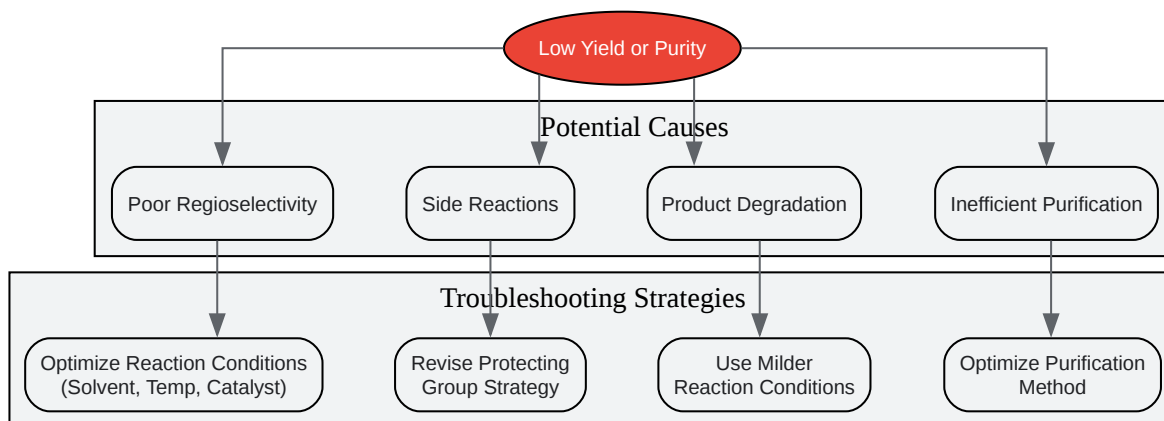 Low Yield or Purity
Potential Causes
Poor Regioselectivity
Side Reactions
Product Degradation
Inefficient Purification
Troubleshooting Strategies
Optimize Reaction Conditions
(Solvent, Temp, Catalyst)
Revise Protecting
Group Strategy
Use Milder
Reaction Conditions
Optimize Purification
Method